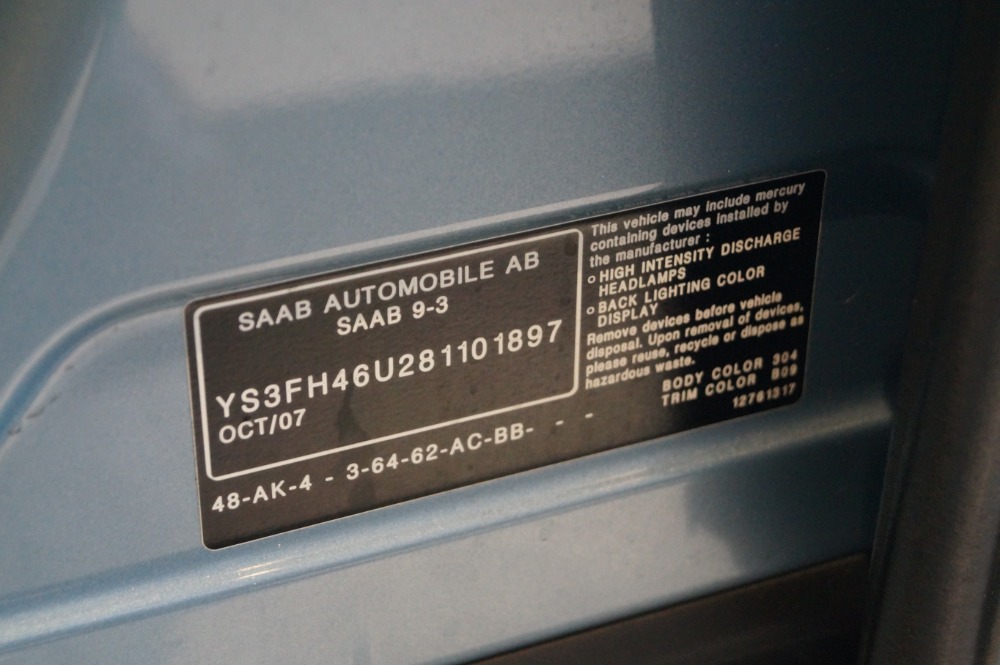 SAAB AUTOMOBILE AB
SAAB 9-3
YS3FH46U281101897
OCT/07
48-AK-4 - 3-64-62-AC-BB- - -
This vehicle may include mercury
containing devices installed by
the manufacturer :
o HIGH INTENSITY DISCHARGE
HEADLAMPS
o BACK LIGHTING COLOR
DISPLAY
Remove devices before vehicle
disposal. Upon removal of devices,
please reuse, recycle or dispose as
hazardous waste.
BODY COLOR 304
TRIM COLOR B09
12761317